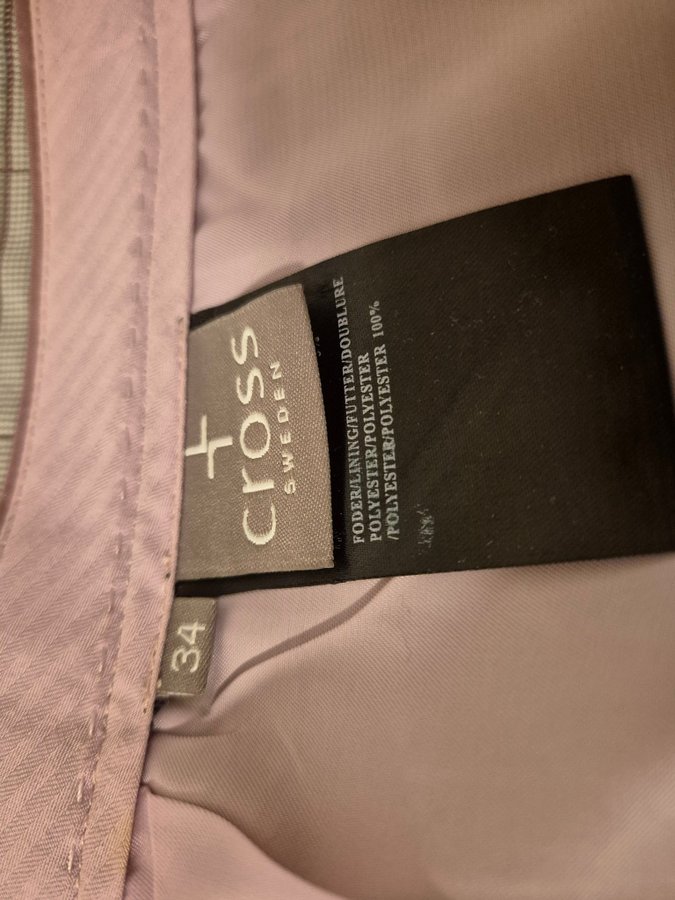 cross
SWEDEN
34
FODER/LINING/FUTTER/DOUBLURE
POLYESTER/POLYESTER
/POLYESTER/POLYESTER 100%